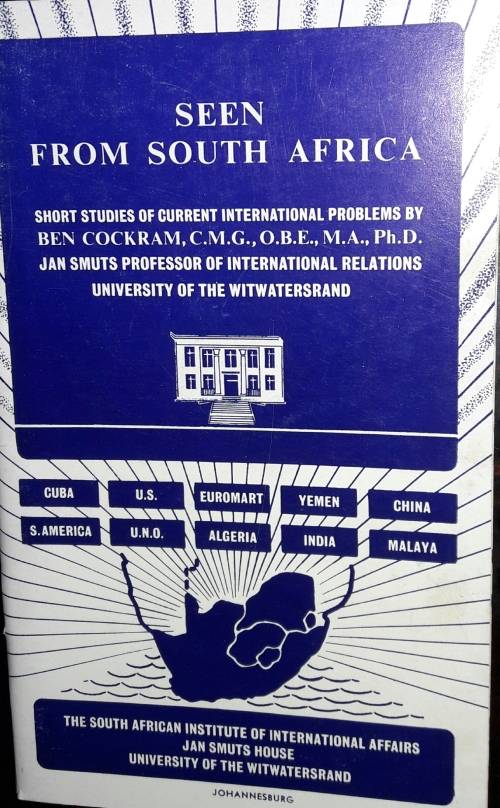 SEEN
FROM SOUTH AFRICA
SHORT STUDIES OF CURRENT INTERNATIONAL PROBLEMS BY
BEN COCKRAM, C.M.G., O.B.E., M.A., Ph.D.
JAN SMUTS PROFESSOR OF INTERNATIONAL RELATIONS
UNIVERSITY OF THE WITWATERSRAND
CUBA U.S. EUROMART YEMEN CHINA
S.AMERICA U.N.O. ALGERIA INDIA MALAYA
THE SOUTH AFRICAN INSTITUTE OF INTERNATIONAL AFFAIRS
JAN SMUTS HOUSE
UNIVERSITY OF THE WITWATERSRAND
JOHANNESBURG